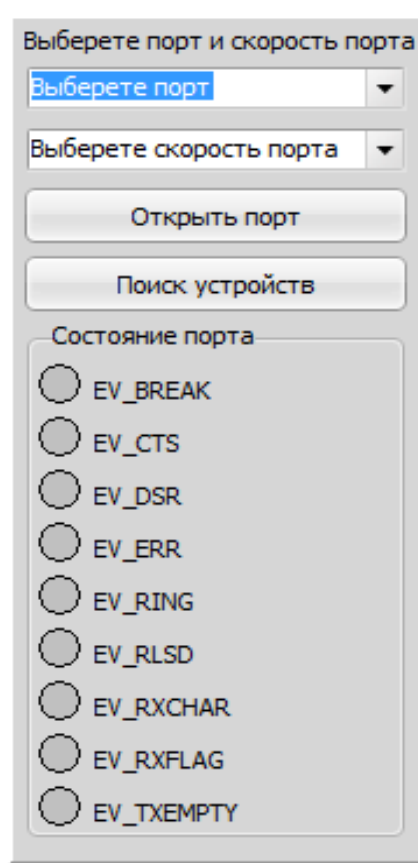 Выберете порт и скорость порта
Выберете порт
Выберете скорость порта
Открыть порт
Поиск устройств
Состояние порта
EV_BREAK
EV_CTS
EV_DSR
EV_ERR
EV_RING
EV_RLSD
EV_RXCHAR
EV_RXFLAG
EV_TXEMPTY